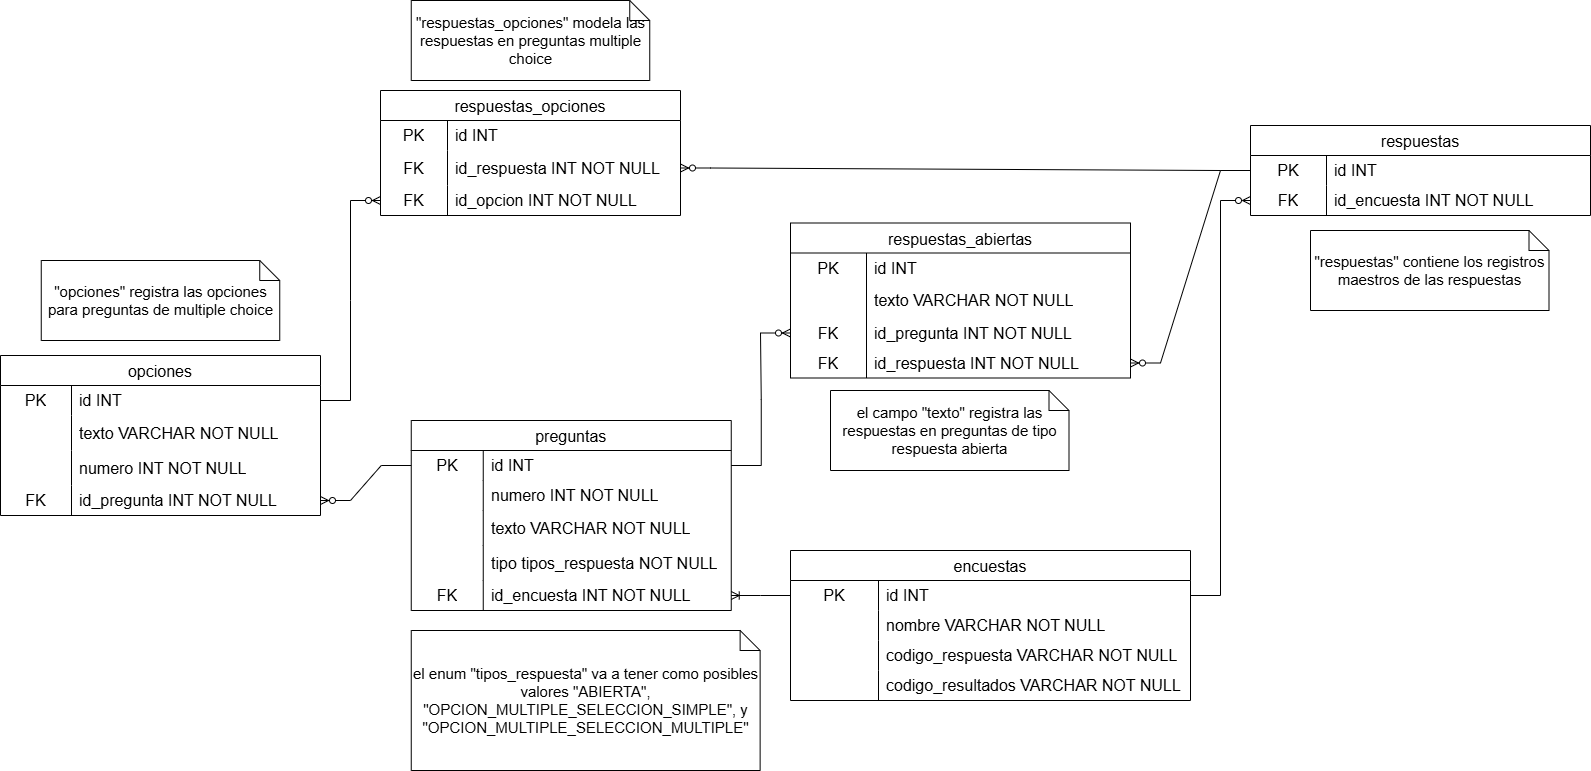 "respuestas_opciones" modela las
respuestas en preguntas multiple
choice
respuestas_opciones
PK id INT
FK id_respuesta INT NOT NULL
FK id_opcion INT NOT NULL
respuestas
PK id INT
FK id_encuesta INT NOT NULL
"respuestas" contiene los registros
maestros de las respuestas
respuestas_abiertas
PK id INT
texto VARCHAR NOT NULL
FK id_pregunta INT NOT NULL
FK id_respuesta INT NOT NULL
el campo "texto" registra las
respuestas en preguntas de tipo
respuesta abierta
"opciones" registra las opciones
para preguntas de multiple choice
opciones
PK id INT
texto VARCHAR NOT NULL
numero INT NOT NULL
FK id_pregunta INT NOT NULL
preguntas
PK id INT
numero INT NOT NULL
texto VARCHAR NOT NULL
tipo tipos_respuesta NOT NULL
FK id_encuesta INT NOT NULL
encuestas
PK id INT
nombre VARCHAR NOT NULL
codigo_respuesta VARCHAR NOT NULL
codigo_resultados VARCHAR NOT NULL
el enum "tipos_respuesta" va a tener como posibles
valores "ABIERTA",
"OPCION_MULTIPLE_SELECCION_SIMPLE", y
"OPCION_MULTIPLE_SELECCION_MULTIPLE"